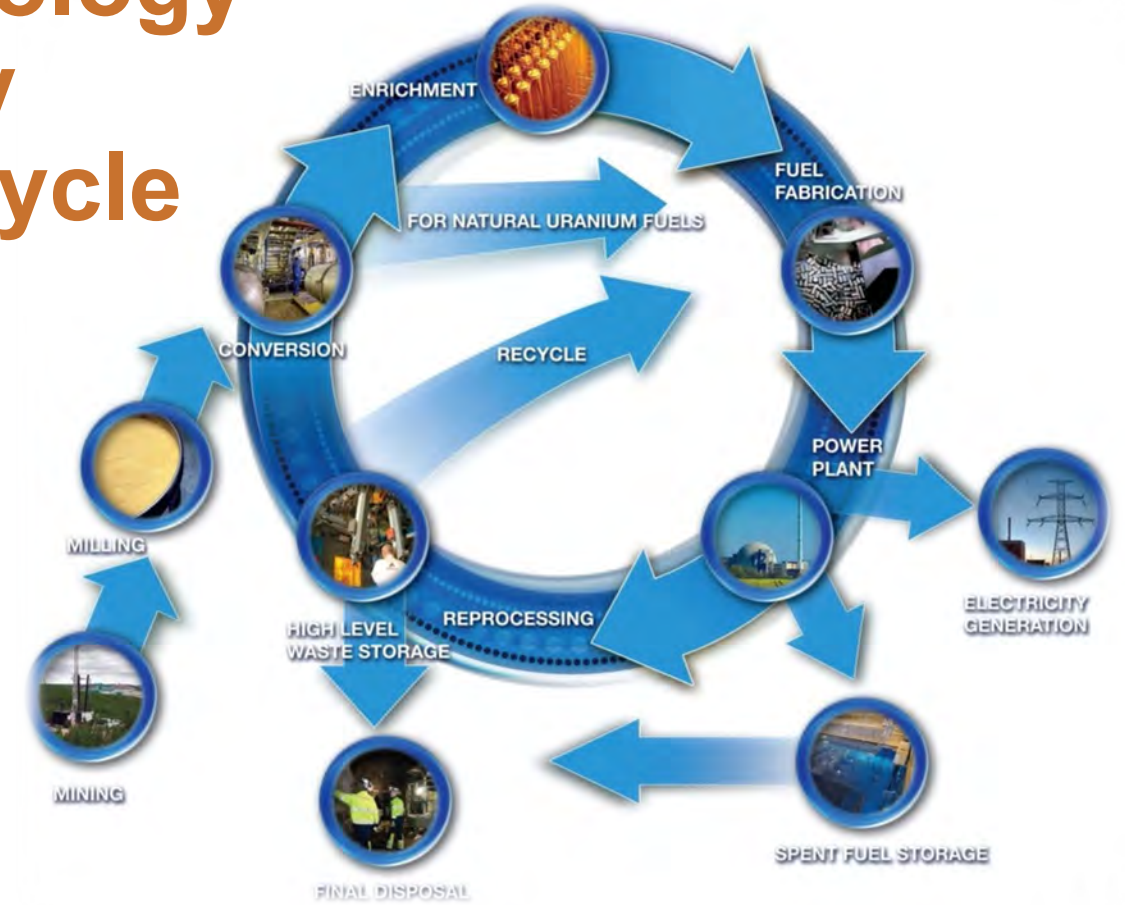 ology
y
ycle
ENRICHMENT
FUEL
FABRICATION
FOR NATURAL URANIUM FUELS
CONVERSION
RECYCLE
POWER
PLANT
MILLING
ELECTRICITY
GENERATION
REPROCESSING
HIGH LEVEL
WASTE STORAGE
MINING
SPENT FUEL STORAGE
FINAL DISPOSAL